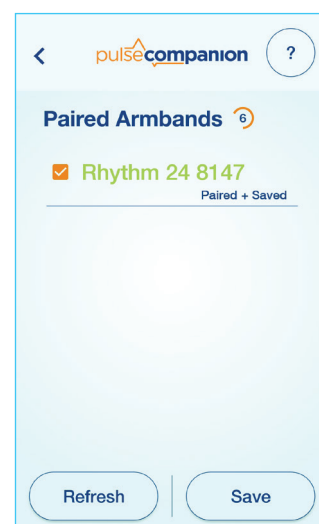 pulsecompanion ?
Paired Armbands 6
Rhythm 24 8147
Paired + Saved
Refresh Save